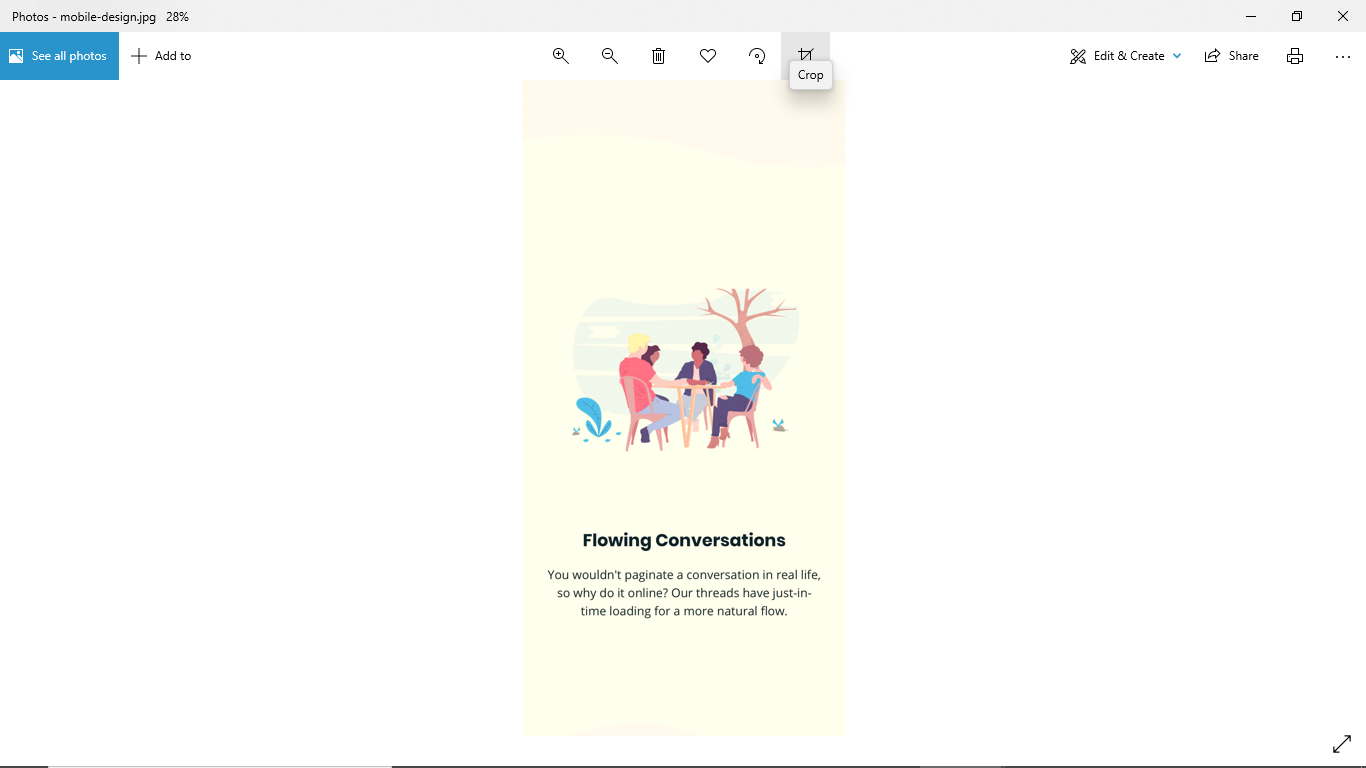 Photos - mobile-design.jpg 28%
See all photos
Add to
Edit & Create
Share
Crop
Flowing Conversations
You wouldn't paginate a conversation in real life,
so why do it online? Our threads have just-in-
time loading for a more natural flow.